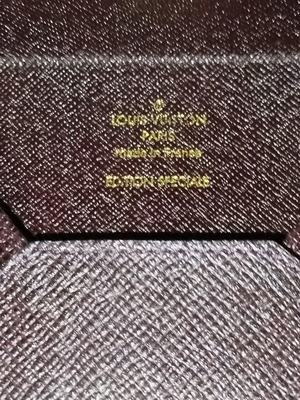 LOUIS VUITTON
PARIS
made in France
EDITION SPECIALE